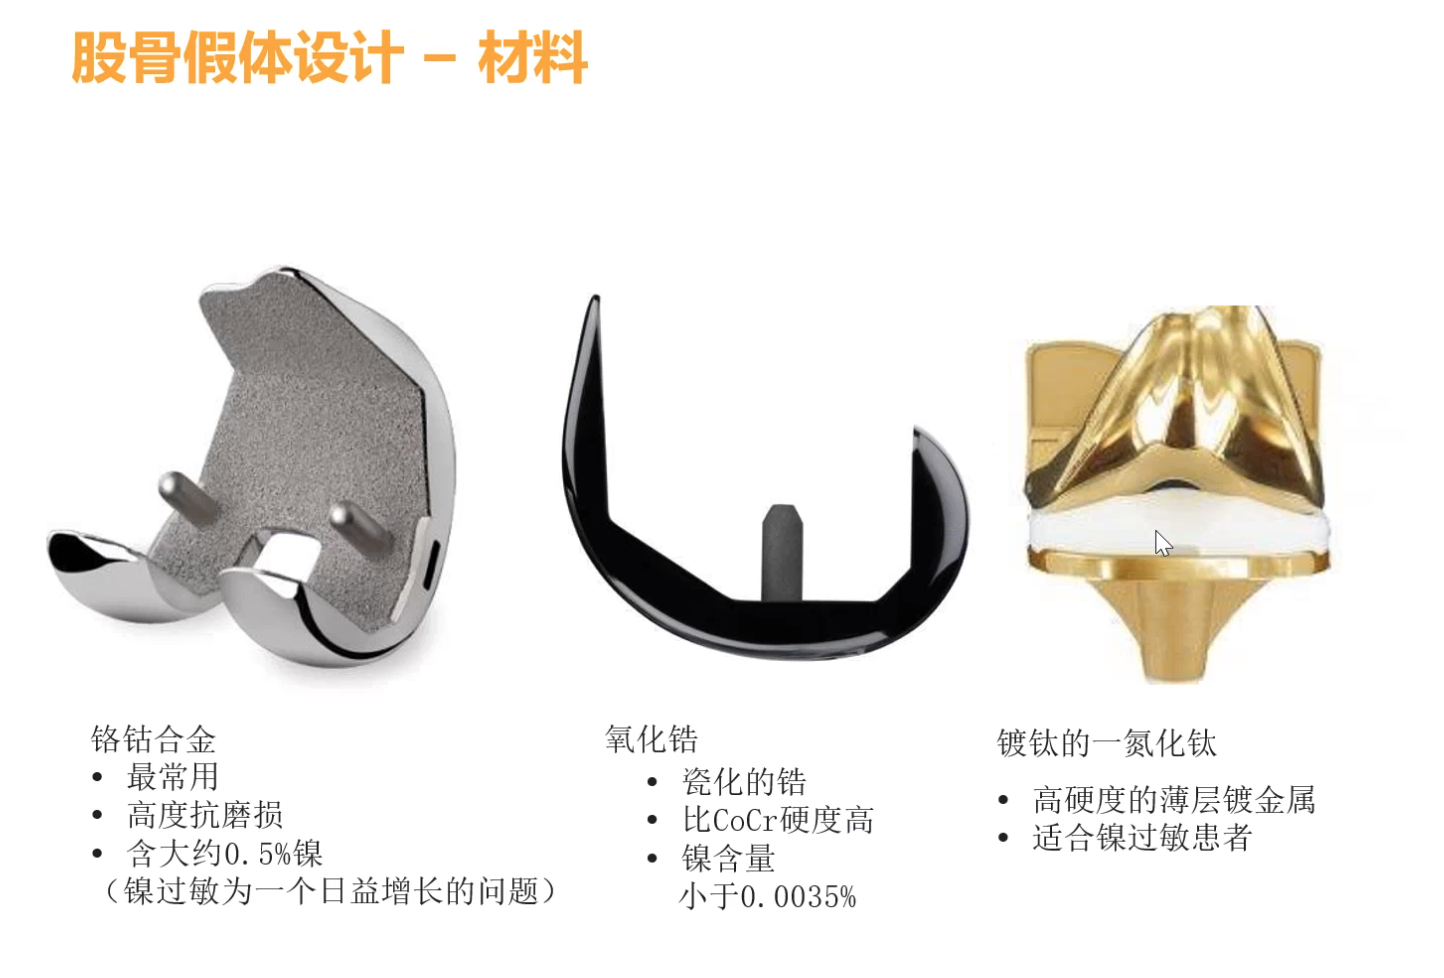 股骨假体设计 – 材料
铬钴合金
• 最常用
• 高度抗磨损
• 含大约0.5%镍
（镍过敏为一个日益增长的问题）
氧化锆
• 瓷化的锆
• 比CoCr硬度高
• 镍含量
小于0.0035%
镀钛的一氮化钛
• 高硬度的薄层镀金属
• 适合镍过敏患者